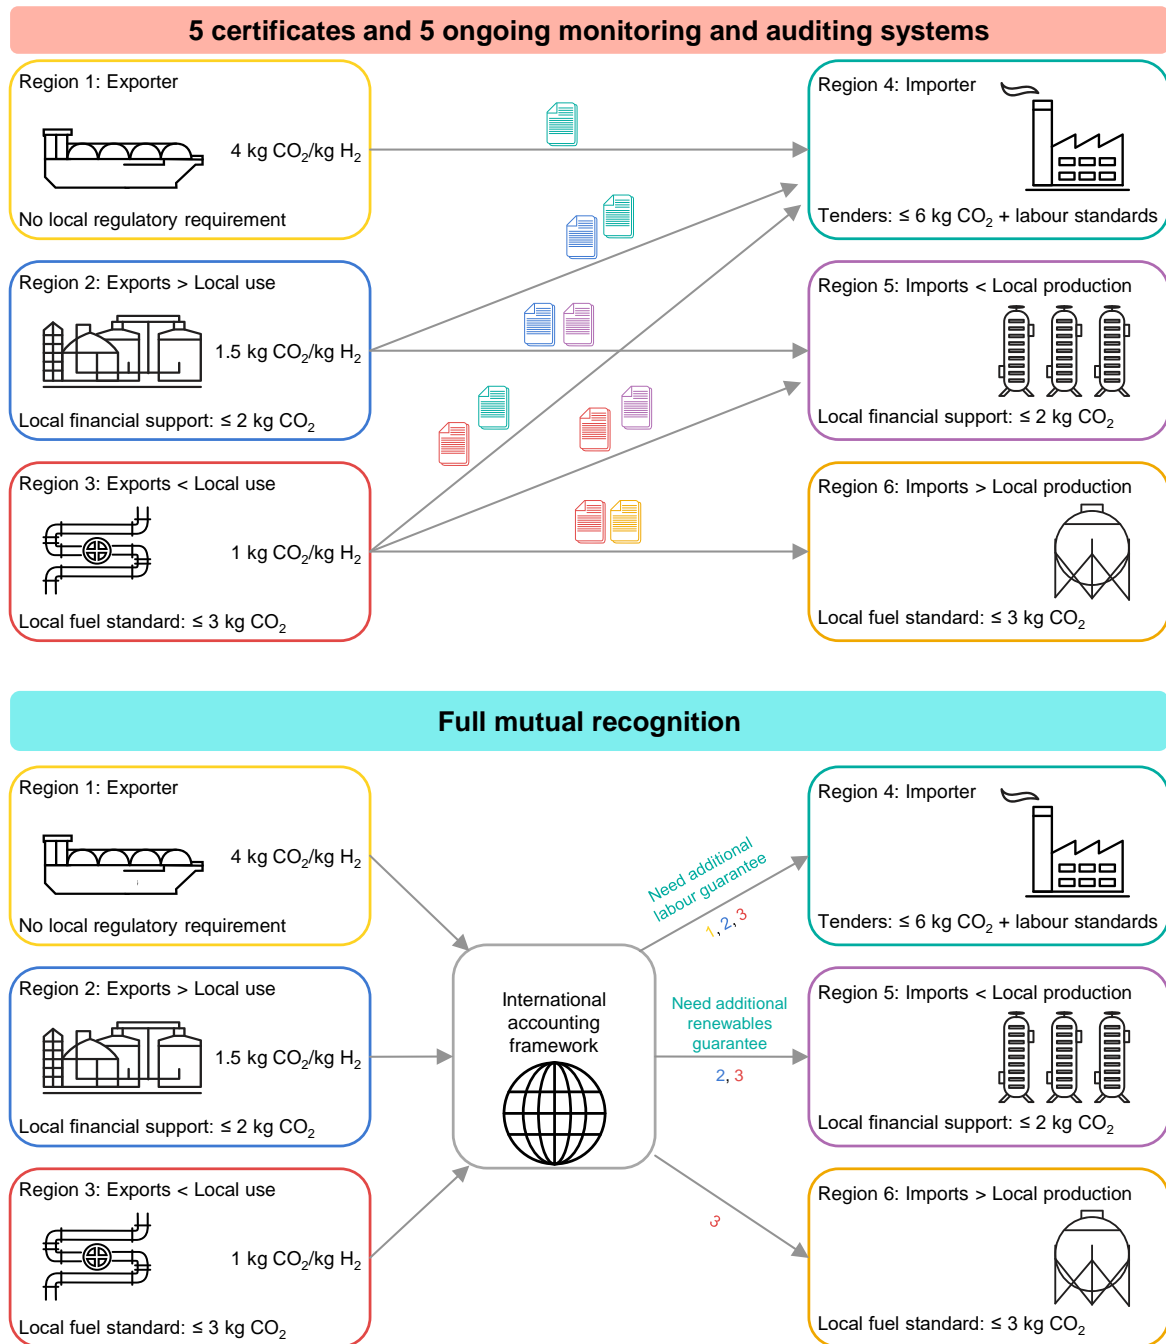 5 certificates and 5 ongoing monitoring and auditing systems
Region 1: Exporter
4 kg CO₂/kg H₂
No local regulatory requirement
Region 4: Importer
Tenders: ≤ 6 kg CO₂ + labour standards
Region 2: Exports > Local use
1.5 kg CO₂/kg H₂
Local financial support: ≤ 2 kg CO₂
Region 5: Imports < Local production
Local financial support: ≤ 2 kg CO₂
Region 3: Exports < Local use
1 kg CO₂/kg H₂
Local fuel standard: ≤ 3 kg CO₂
Region 6: Imports > Local production
Local fuel standard: ≤ 3 kg CO₂
Full mutual recognition
Region 1: Exporter
4 kg CO₂/kg H₂
No local regulatory requirement
Need additional
labour guarantee
1, 2, 3
Region 4: Importer
Tenders: ≤ 6 kg CO₂ + labour standards
Region 2: Exports > Local use
1.5 kg CO₂/kg H₂
Local financial support: ≤ 2 kg CO₂
International
accounting
framework
Need additional
renewables
guarantee
2, 3
Region 5: Imports < Local production
Local financial support: ≤ 2 kg CO₂
Region 3: Exports < Local use
1 kg CO₂/kg H₂
Local fuel standard: ≤ 3 kg CO₂
3
Region 6: Imports > Local production
Local fuel standard: ≤ 3 kg CO₂